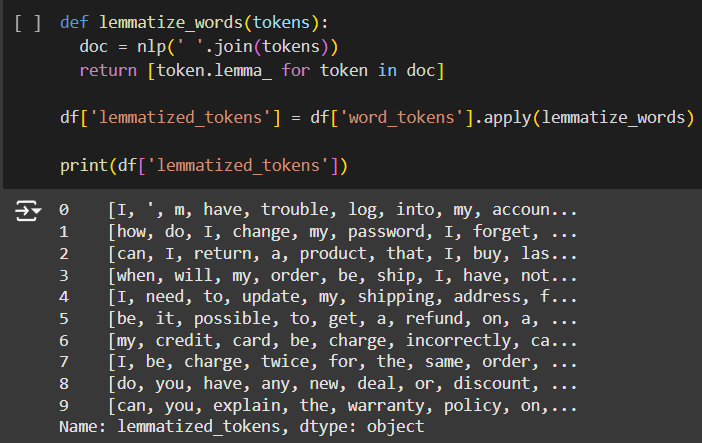 [ ] def lemmatize_words(tokens):
doc = nlp(' '.join(tokens))
return [token.lemma_ for token in doc]
df['lemmatized_tokens'] = df['word_tokens'].apply(lemmatize_words)
print(df['lemmatized_tokens'])
0 [I, ', m, have, trouble, log, into, my, accoun...
1 [how, do, I, change, my, password, I, forget, ...
2 [can, I, return, a, product, that, I, buy, las...
3 [when, will, my, order, be, ship, I, have, not...
4 [I, need, to, update, my, shipping, address, f...
5 [be, it, possible, to, get, a, refund, on, a, ...
6 [my, credit, card, be, charge, incorrectly, ca...
7 [I, be, charge, twice, for, the, same, order, ...
8 [do, you, have, any, new, deal, or, discount, ...
9 [can, you, explain, the, warranty, policy, on,...
Name: lemmatized_tokens, dtype: object